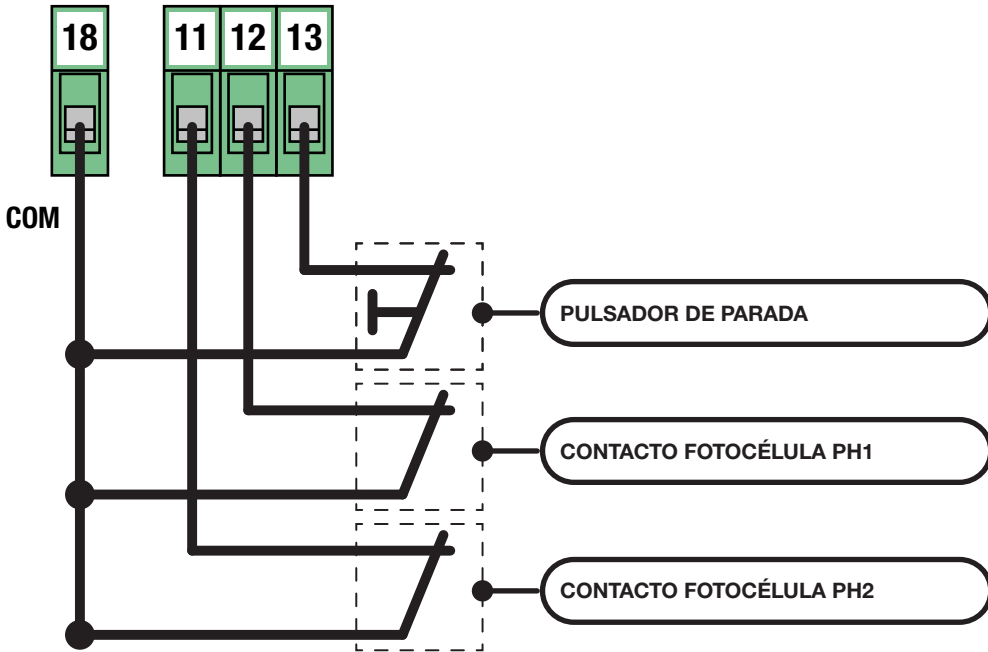 18 11 12 13
COM
PULSADOR DE PARADA
CONTACTO FOTOCÉLULA PH1
CONTACTO FOTOCÉLULA PH2